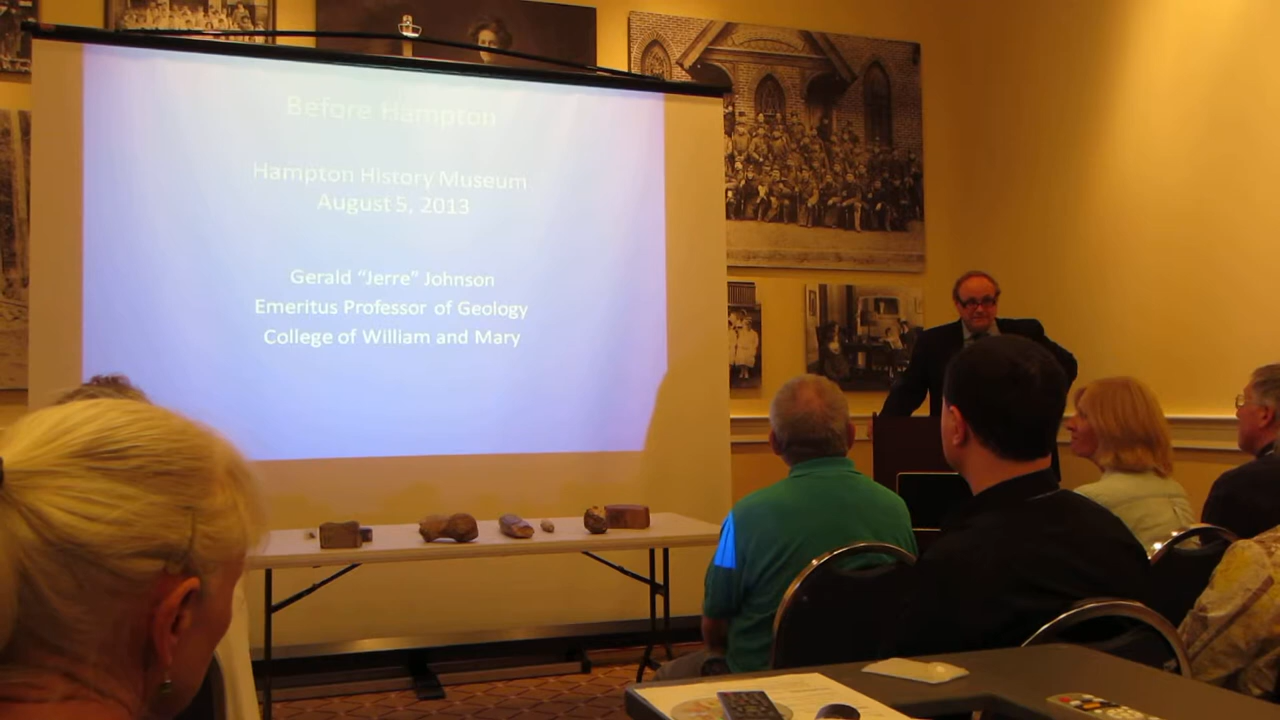 Before Hampton
Hampton History Museum
August 5, 2013
Gerald “Jerre” Johnson
Emeritus Professor of Geology
College of William and Mary